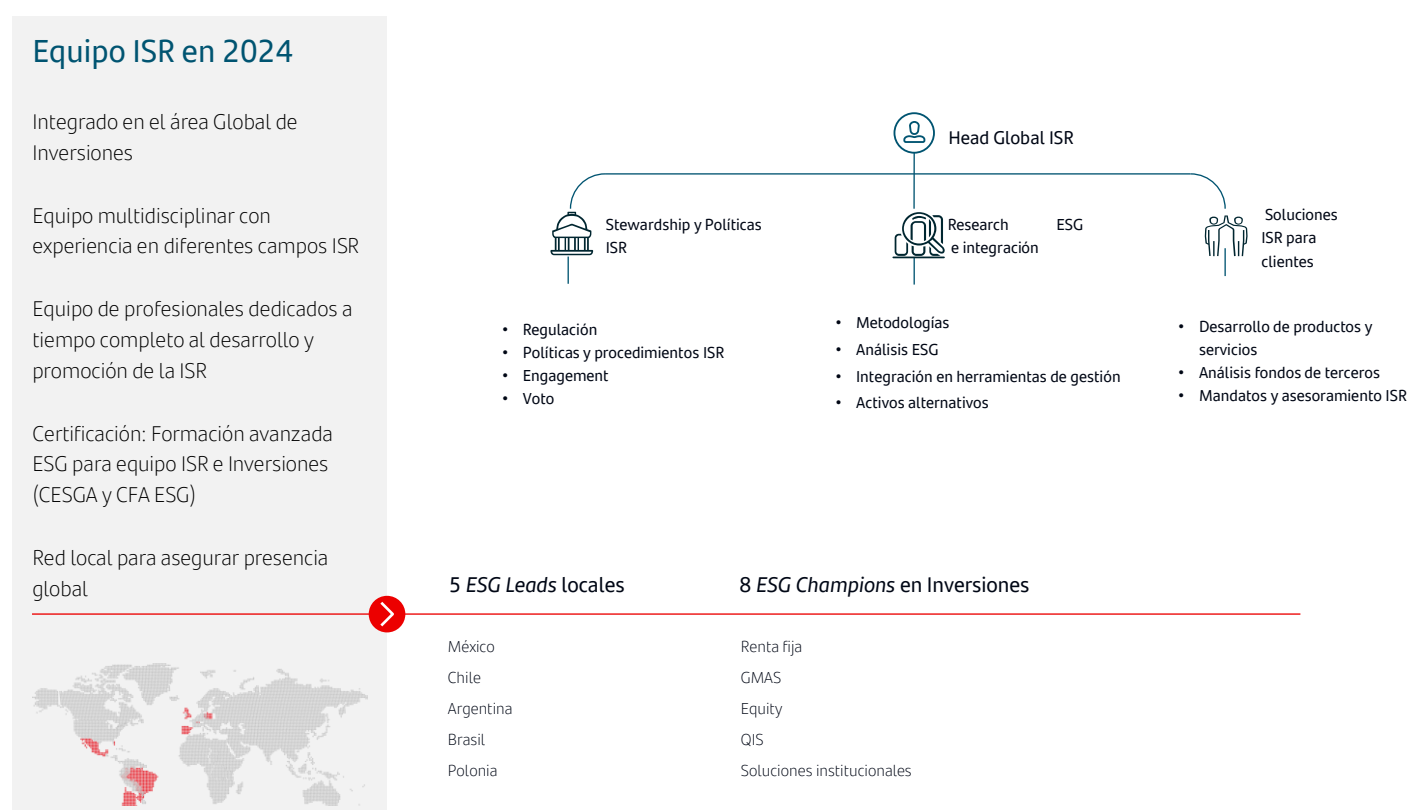 Equipo ISR en 2024
Integrado en el área Global de
Inversiones
Equipo multidisciplinar con
experiencia en diferentes campos ISR
Equipo de profesionales dedicados a
tiempo completo al desarrollo y
promoción de la ISR
Certificación: Formación avanzada
ESG para equipo ISR e Inversiones
(CESGA y CFA ESG)
Red local para asegurar presencia
global
Head Global ISR
Stewardship y Políticas
ISR
• Regulación
• Políticas y procedimientos ISR
• Engagement
• Voto
Research ESG
e integración
• Metodologías
• Análisis ESG
• Integración en herramientas de gestión
• Activos alternativos
Soluciones
ISR para
clientes
• Desarrollo de productos y
servicios
• Análisis fondos de terceros
• Mandatos y asesoramiento ISR
5 ESG Leads locales
México
Chile
Argentina
Brasil
Polonia
8 ESG Champions en Inversiones
Renta fija
GMAS
Equity
QIS
Soluciones institucionales